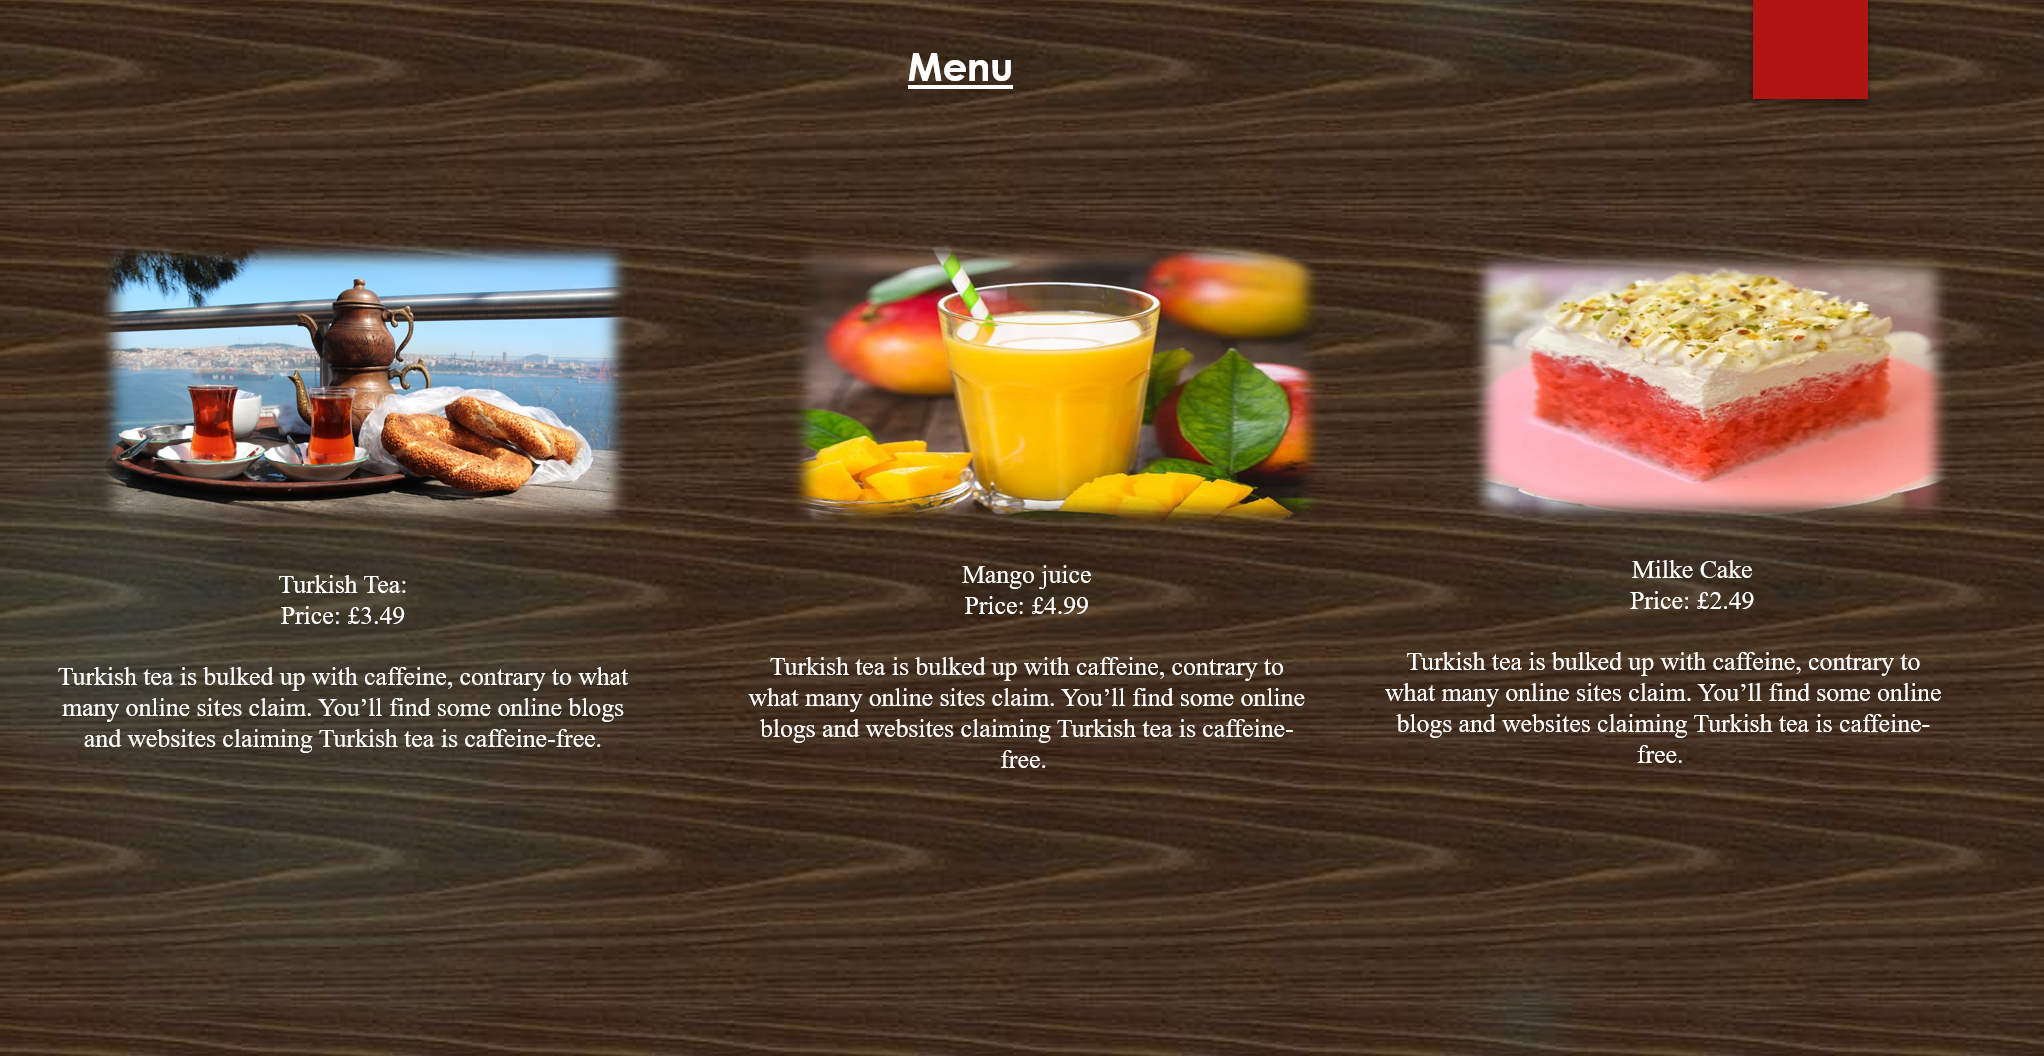 Menu
Turkish Tea:
Price: £3.49
Turkish tea is bulked up with caffeine, contrary to what
many online sites claim. You’ll find some online blogs
and websites claiming Turkish tea is caffeine-free.
Mango juice
Price: £4.99
Turkish tea is bulked up with caffeine, contrary to
what many online sites claim. You’ll find some online
blogs and websites claiming Turkish tea is caffeine-
free.
Milke Cake
Price: £2.49
Turkish tea is bulked up with caffeine, contrary to
what many online sites claim. You’ll find some online
blogs and websites claiming Turkish tea is caffeine-
free.